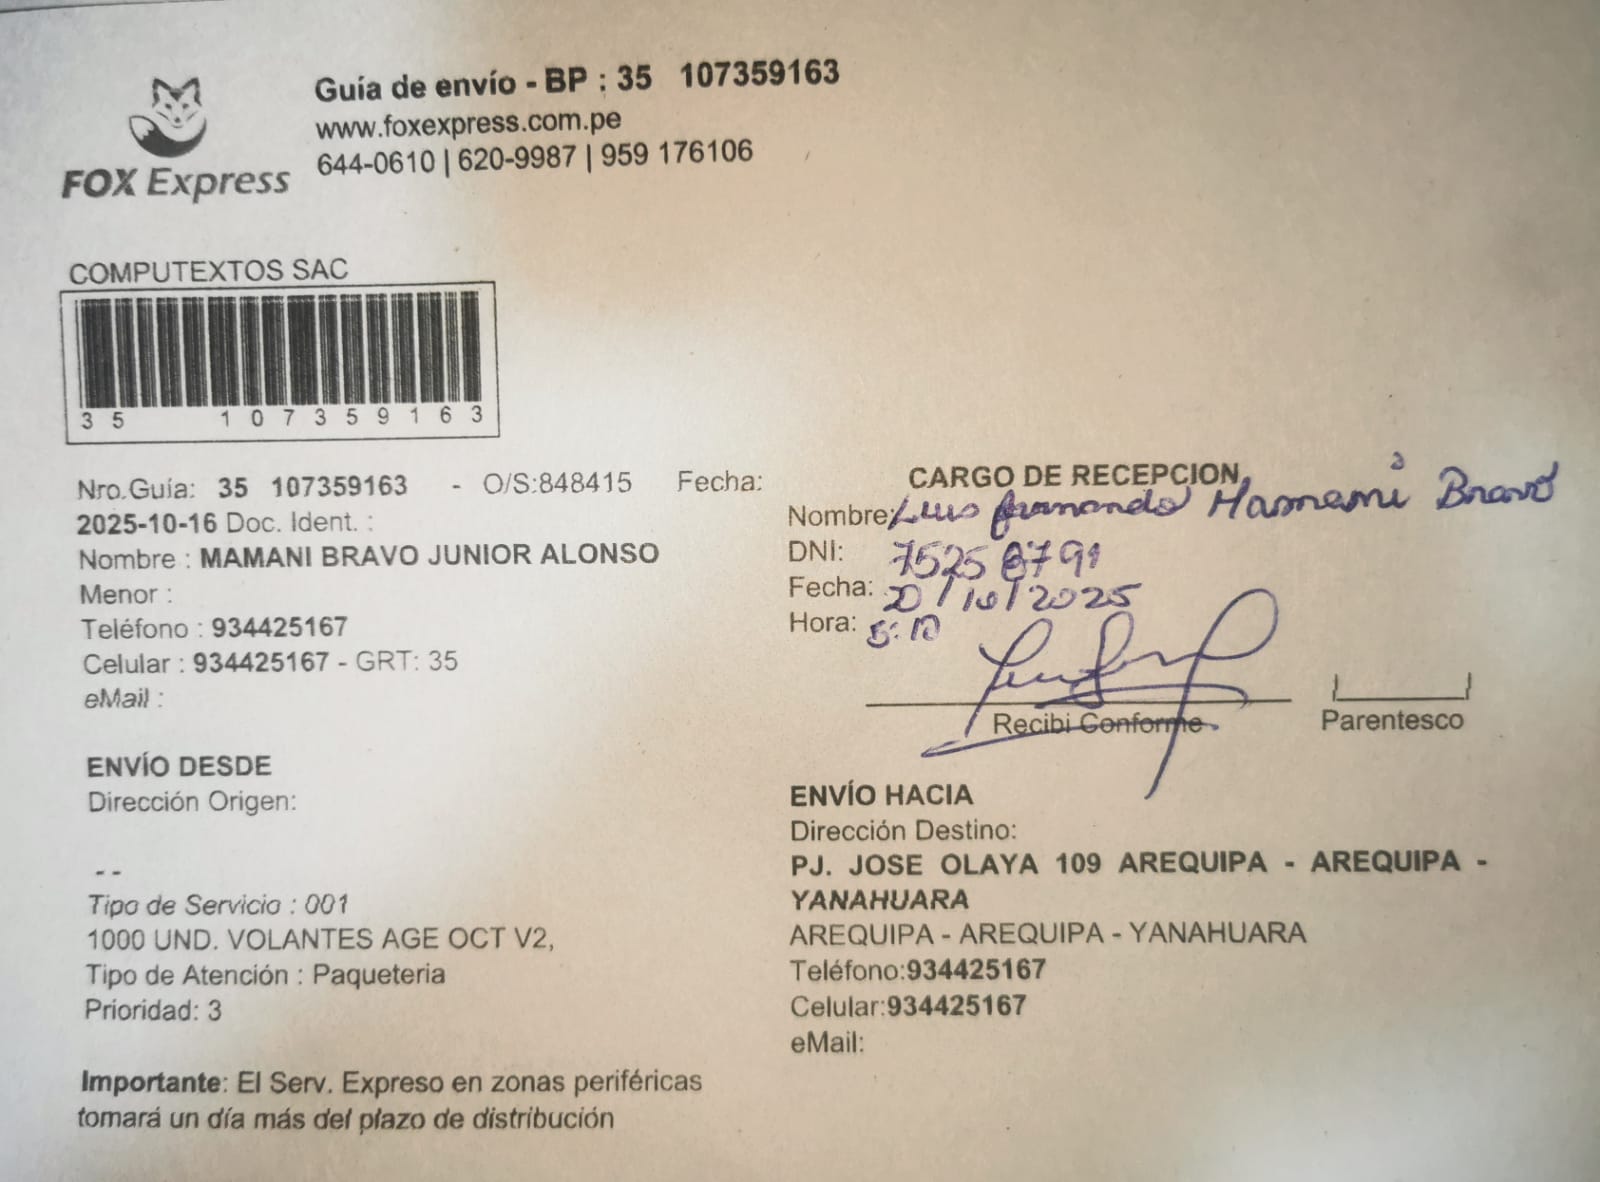 FOX Express
Guía de envío - BP : 35 107359163
www.foxexpress.com.pe
644-0610 | 620-9987 | 959 176106
COMPUTEXTOS SAC
35 107359163
Nro.Guía: 35 107359163 - O/S:848415 Fecha:
2025-10-16 Doc. Ident. :
Nombre : MAMANI BRAVO JUNIOR ALONSO
Menor :
Teléfono : 934425167
Celular : 934425167 - GRT: 35
eMail :
CARGO DE RECEPCION
Nombre: Luis fernando Mamani Bravo
DNI: 75258791
Fecha: 20/10/2025
Hora: 5:10
Recibi Conforme
Parentesco
ENVÍO DESDE
Dirección Origen:
- -
Tipo de Servicio : 001
1000 UND. VOLANTES AGE OCT V2,
Tipo de Atención : Paqueteria
Prioridad: 3
ENVÍO HACIA
Dirección Destino:
PJ. JOSE OLAYA 109 AREQUIPA - AREQUIPA -
YANAHUARA
AREQUIPA - AREQUIPA - YANAHUARA
Teléfono:934425167
Celular:934425167
eMail:
Importante: El Serv. Expreso en zonas periféricas
tomará un día más del plazo de distribución